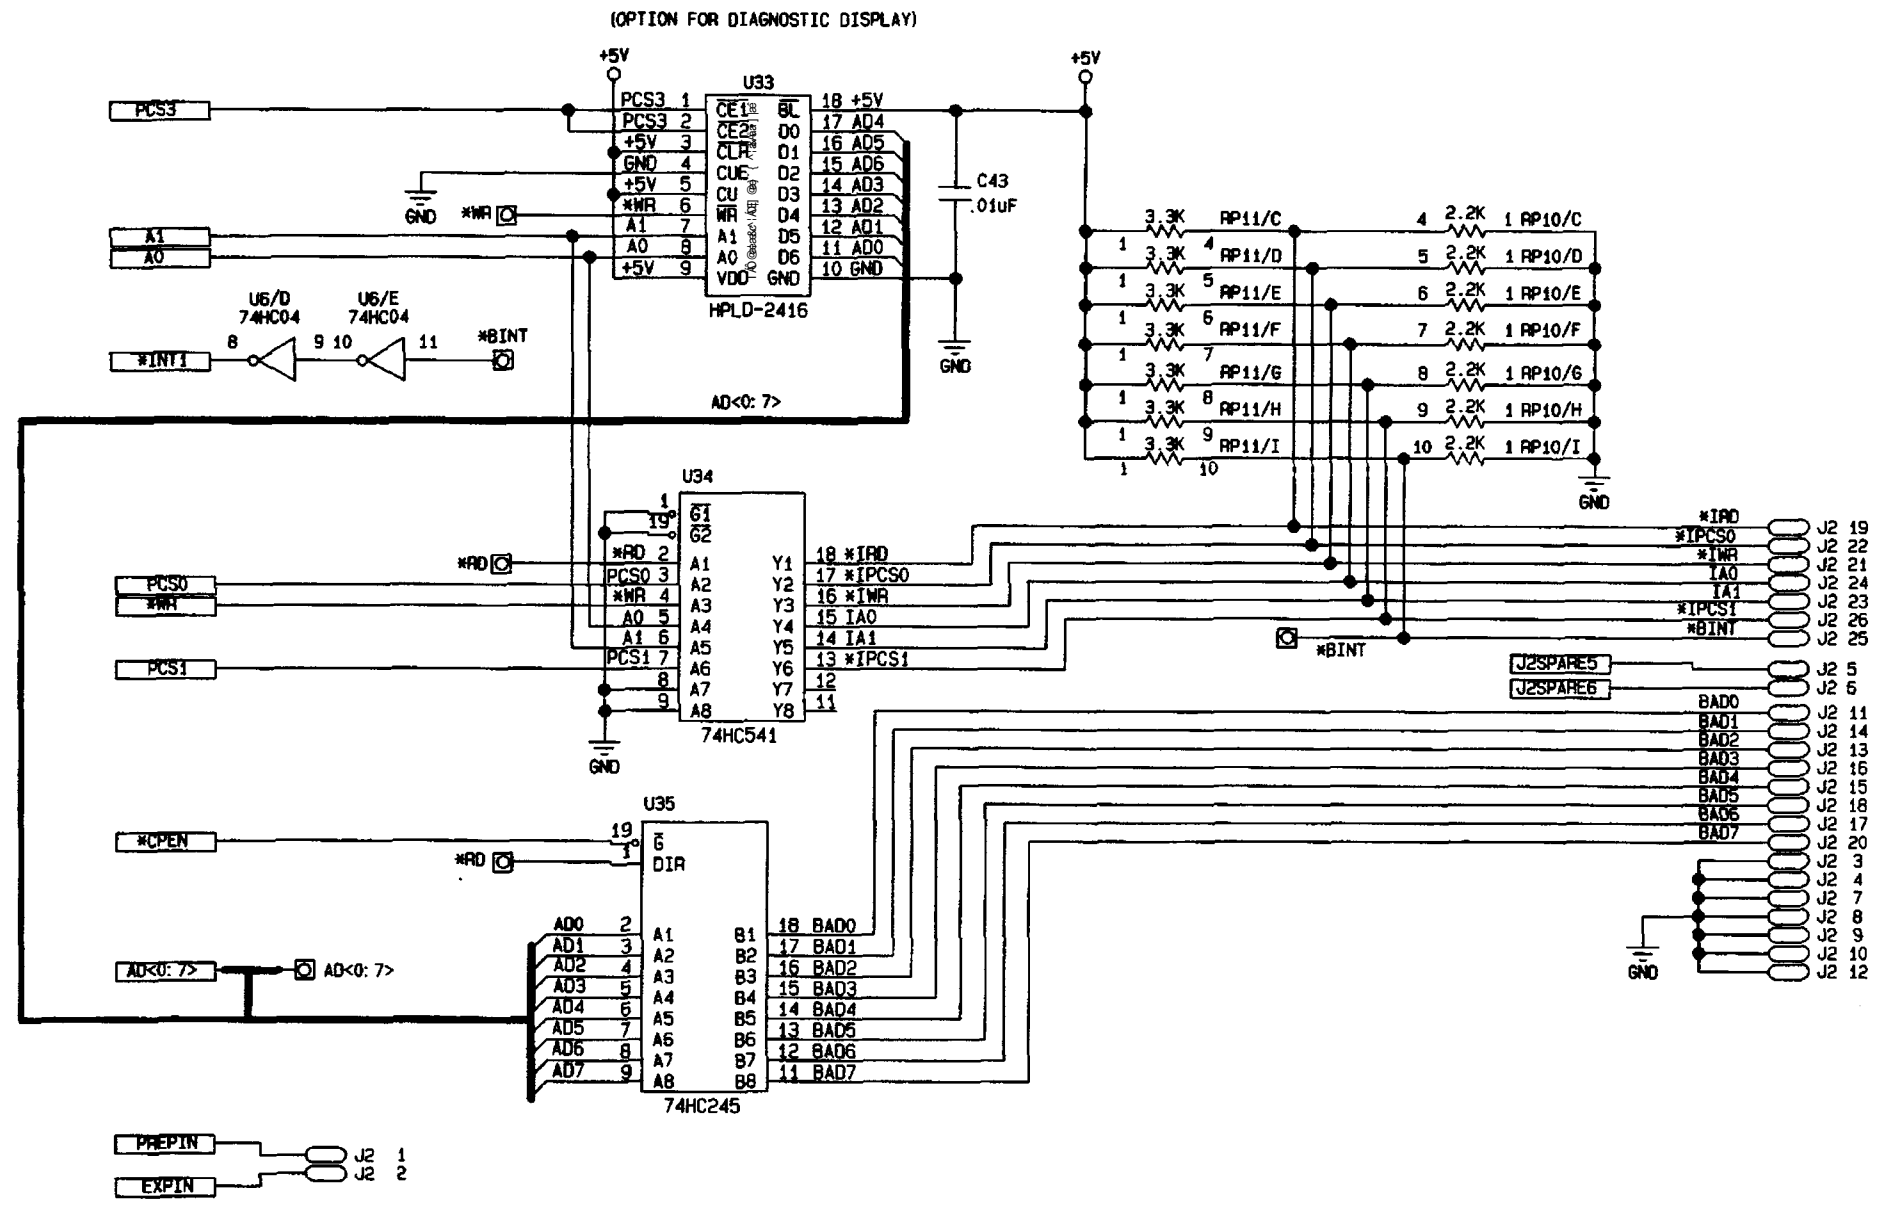 (OPTION FOR DIAGNOSTIC DISPLAY)
+5V
+5V
U33
PCS3
PCS3 1 CE1 BL 18 +5V
PCS3 2 CE2 D0 17 AD4
+5V 3 CLR D1 16 AD5
GND 4 CUE D2 15 AD6
+5V 5 CU D3 14 AD3
*WR 6 WR D4 13 AD2
A1 7 A1 D5 12 AD1
A0 8 A0 D6 11 AD0
+5V 9 VDD GND 10 GND
HPLD-2416
GND
*WR
A1
A0
C43
.01uF
GND
U6/D
74HC04
U6/E
74HC04
*INT1
8 9 10 11
*BINT
AD<0:7>
3.3K RP11/C 4 2.2K 1 RP10/C
1 4
3.3K RP11/D 5 2.2K 1 RP10/D
1 5
3.3K RP11/E 6 2.2K 1 RP10/E
1 6
3.3K RP11/F 7 2.2K 1 RP10/F
1 7
3.3K RP11/G 8 2.2K 1 RP10/G
1 8
3.3K RP11/H 9 2.2K 1 RP10/H
1 9
3.3K RP11/I 10 2.2K 1 RP10/I
1 10
GND
U34
1 G1
19 G2
*RD
*RD 2 A1 Y1 18 *IRD
PCS0
PCS0 3 A2 Y2 17 *IPCS0
*WR
*WR 4 A3 Y3 16 *IWR
A0 5 A4 Y4 15 IA0
A1 6 A5 Y5 14 IA1
PCS1
PCS1 7 A6 Y6 13 *IPCS1
8 A7 Y7 12
9 A8 Y8 11
74HC541
GND
*IRD J2 19
*IPCS0 J2 22
*IWR J2 21
IA0 J2 24
IA1 J2 23
*IPCS1 J2 26
*BINT J2 25
*BINT
J2SPARE5 J2 5
J2SPARE6 J2 6
BAD0 J2 11
BAD1 J2 14
BAD2 J2 13
BAD3 J2 16
BAD4 J2 15
BAD5 J2 18
BAD6 J2 17
BAD7 J2 20
J2 3
J2 4
J2 7
J2 8
J2 9
J2 10
J2 12
GND
U35
*CPEN
19 G
*RD
1 DIR
AD0 2 A1 B1 18 BAD0
AD1 3 A2 B2 17 BAD1
AD2 4 A3 B3 16 BAD2
AD3 5 A4 B4 15 BAD3
AD4 6 A5 B5 14 BAD4
AD5 7 A6 B6 13 BAD5
AD6 8 A7 B7 12 BAD6
AD7 9 A8 B8 11 BAD7
74HC245
AD<0:7>
AD<0:7>
PREPIN
J2 1
J2 2
EXPIN